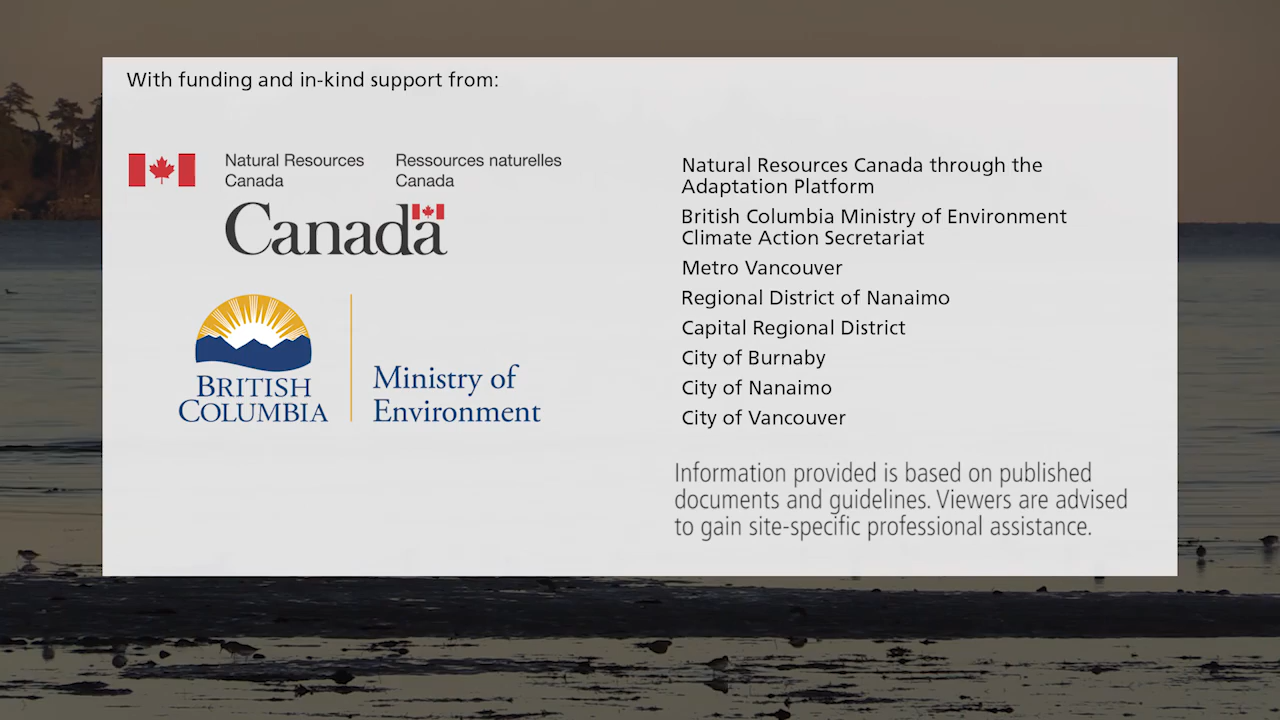 With funding and in-kind support from:
Natural Resources
Canada
Ressources naturelles
Canada
Canada
BRITISH
COLUMBIA
Ministry of
Environment
Natural Resources Canada through the
Adaptation Platform
British Columbia Ministry of Environment
Climate Action Secretariat
Metro Vancouver
Regional District of Nanaimo
Capital Regional District
City of Burnaby
City of Nanaimo
City of Vancouver
Information provided is based on published
documents and guidelines. Viewers are advised
to gain site-specific professional assistance.